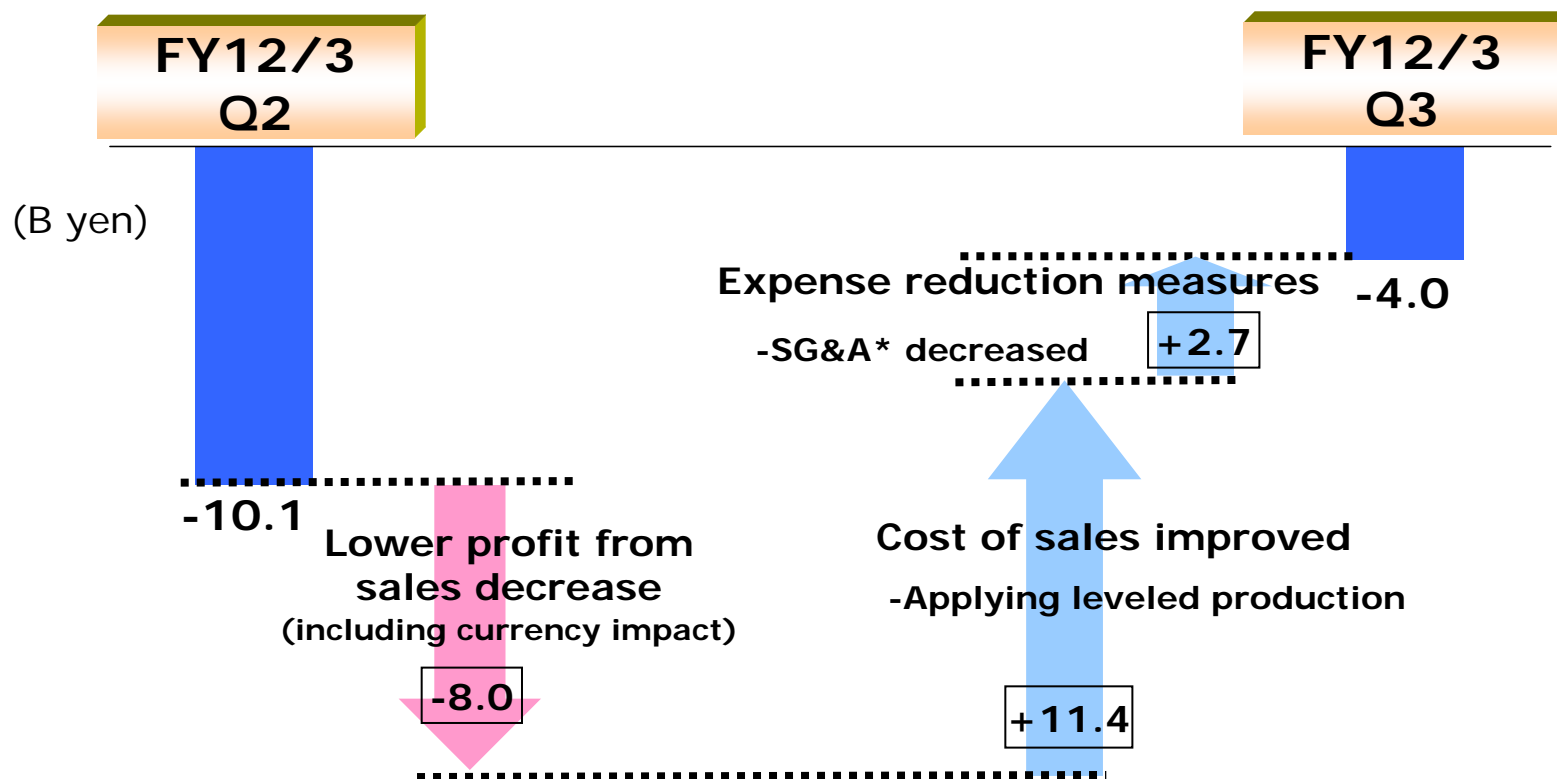 FY12/3
Q2
FY12/3
Q3
(B yen)
Expense reduction measures
-4.0
-SG&A* decreased
+2.7
-10.1
Lower profit from
sales decrease
(including currency impact)
-8.0
Cost of sales improved
-Applying leveled production
+11.4